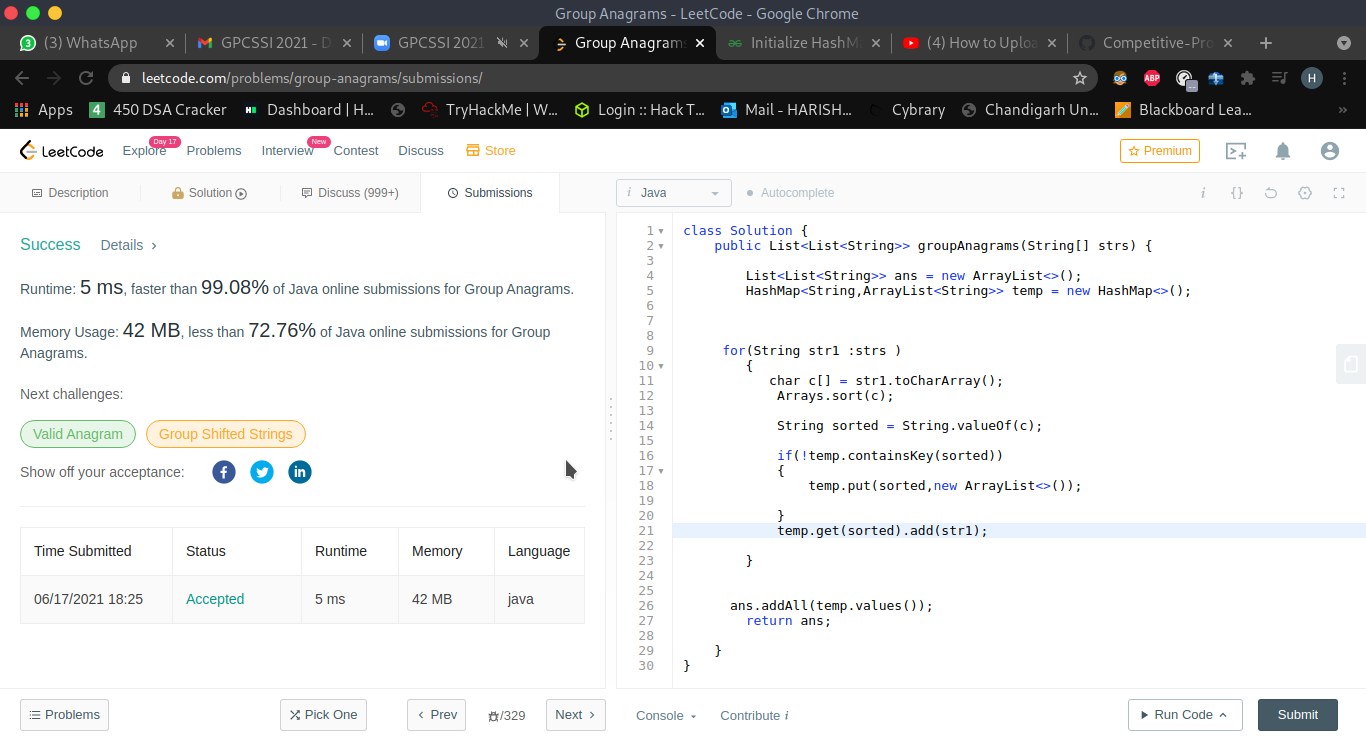 Group Anagrams - LeetCode - Google Chrome
3 (3) WhatsApp × GPCSSI 2021 - D × GPCSSI 2021 × Group Anagrams × Initialize HashMa × (4) How to Uploa × Competitive-Pro × +
leetcode.com/problems/group-anagrams/submissions/ ABP H
Apps 4 450 DSA Cracker Dashboard | H... TryHackMe | W... Login :: Hack T... Mail - HARISH... Cybrary Chandigarh Un... Blackboard Lea... »
LeetCode Explore Day 17 Problems Interview New Contest Discuss Store Premium
Description Solution Discuss (999+) Submissions
i Java Autocomplete i {}
Success Details >
Runtime: 5 ms, faster than 99.08% of Java online submissions for Group Anagrams.
Memory Usage: 42 MB, less than 72.76% of Java online submissions for Group
Anagrams.
Next challenges:
Valid Anagram Group Shifted Strings
Show off your acceptance: f in
Time Submitted Status Runtime Memory Language
06/17/2021 18:25 Accepted 5 ms 42 MB java
1 class Solution {
2 public List<List<String>> groupAnagrams(String[] strs) {
3
4 List<List<String>> ans = new ArrayList<>();
5 HashMap<String,ArrayList<String>> temp = new HashMap<>();
6
7
8
9 for(String str1 :strs )
10 {
11 char c[] = str1.toCharArray();
12 Arrays.sort(c);
13
14 String sorted = String.valueOf(c);
15
16 if(!temp.containsKey(sorted))
17 {
18 temp.put(sorted,new ArrayList<>());
19
20 }
21 temp.get(sorted).add(str1);
22
23 }
24
25
26 ans.addAll(temp.values());
27 return ans;
28
29 }
30 }
Problems Pick One < Prev /329 Next > Console Contribute i Run Code Submit